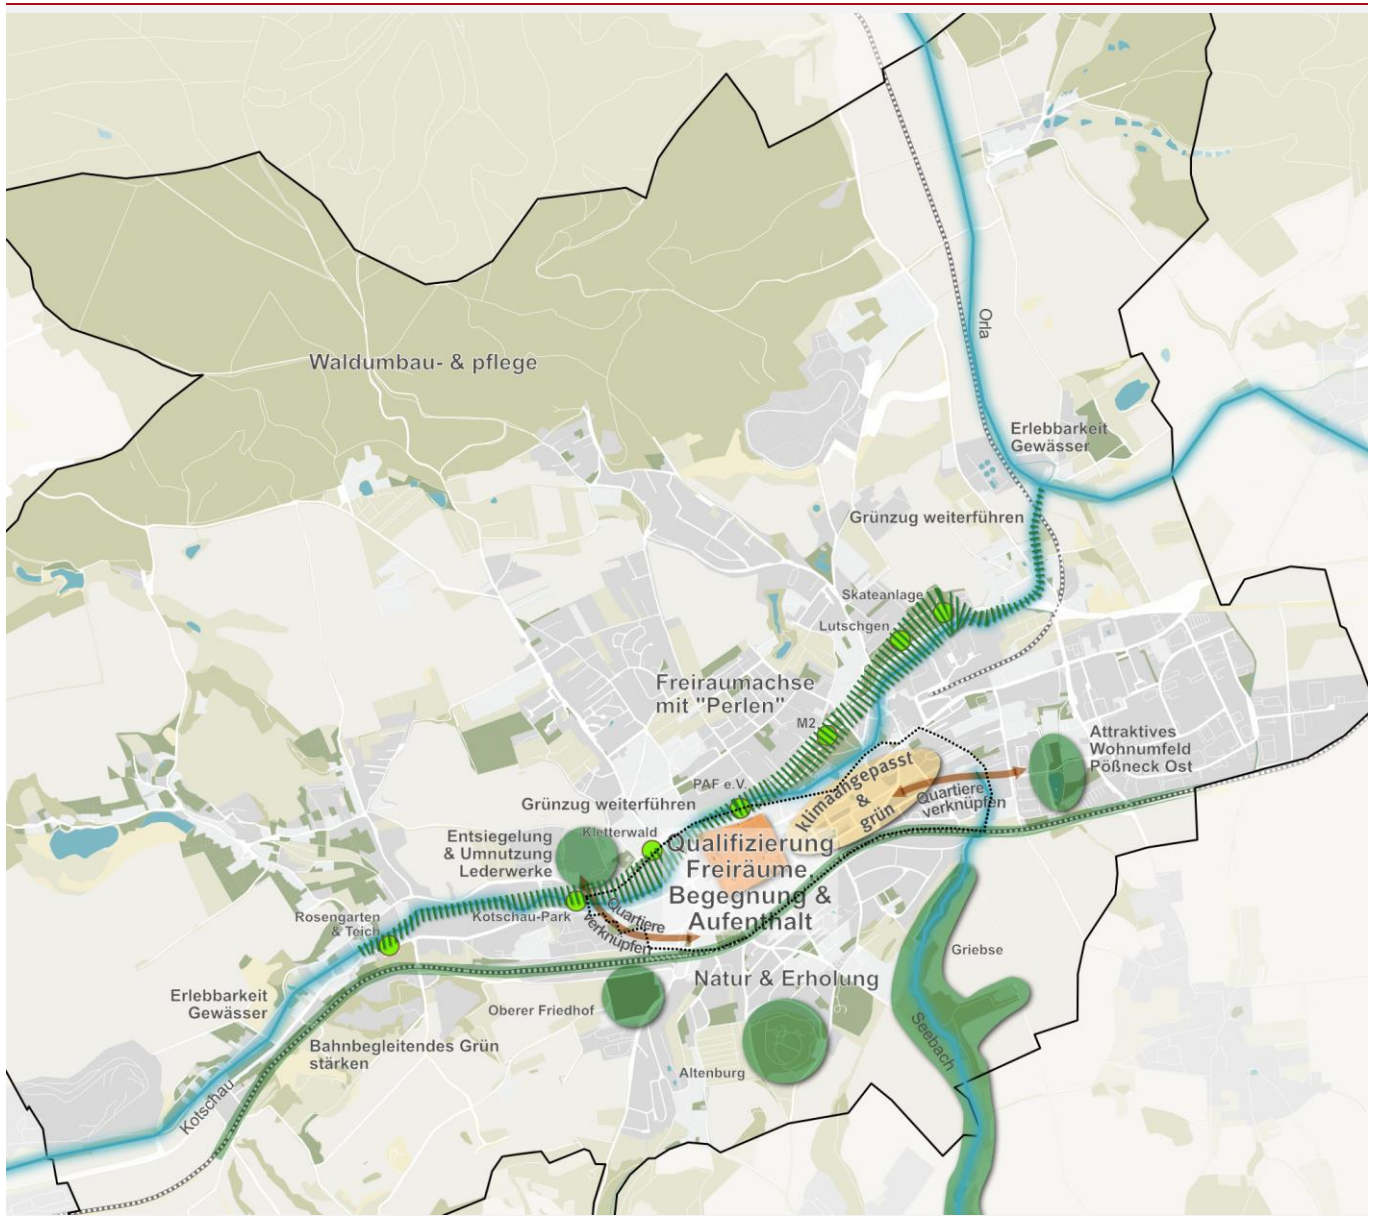 Orla
Waldumbau- & pflege
Erlebbarkeit
Gewässer
Grünzug weiterführen
Skateanlage
Lutschgen
Freiraumachse
mit "Perlen"
M2
Attraktives
Wohnumfeld
Pößneck Ost
klimaangepasst
&
grün
Quartiere
verknüpfen
PAF e.V.
Grünzug weiterführen
Kletterwald
Entsiegelung
& Umnutzung
Lederwerke
Qualifizierung
Freiräume,
Begegnung &
Aufenthalt
Kotschau-Park
Quartiere
verknüpfen
Rosengarten
& Teich
Griebse
Natur & Erholung
Erlebbarkeit
Gewässer
Oberer Friedhof
Seebach
Bahnbegleitendes Grün
stärken
Altenburg
Kotschau